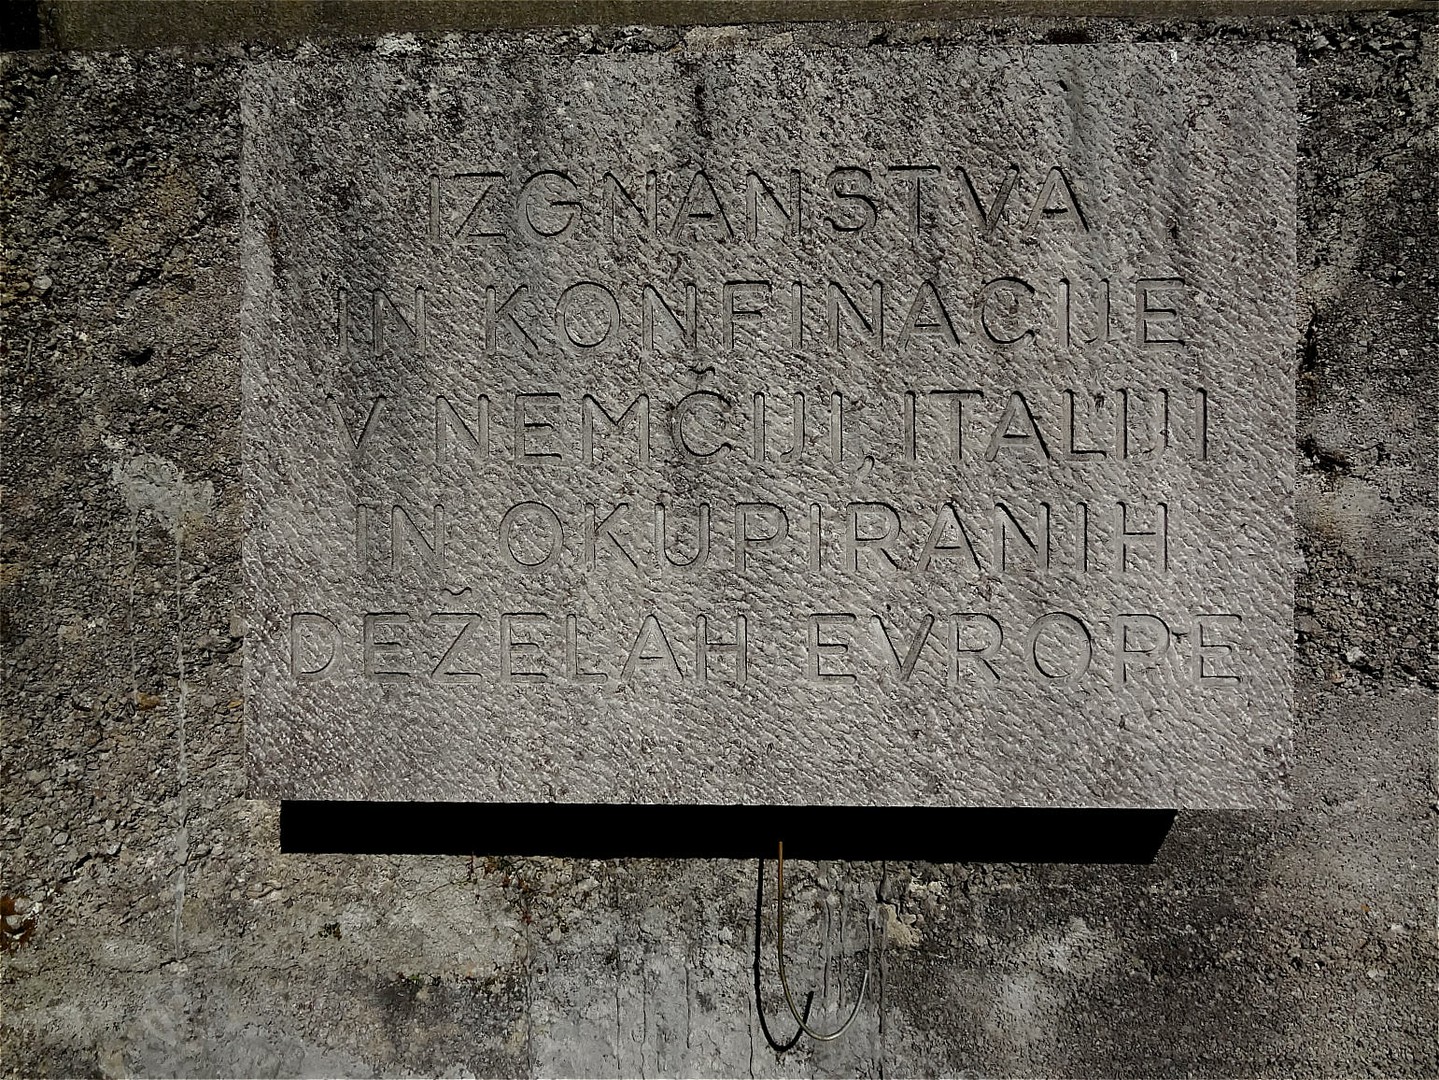 IZGNANSTVA
IN KONFINACIJE
V NEMČIJI, ITALIJI
IN OKUPIRANIH
DEŽELAH EVROPE